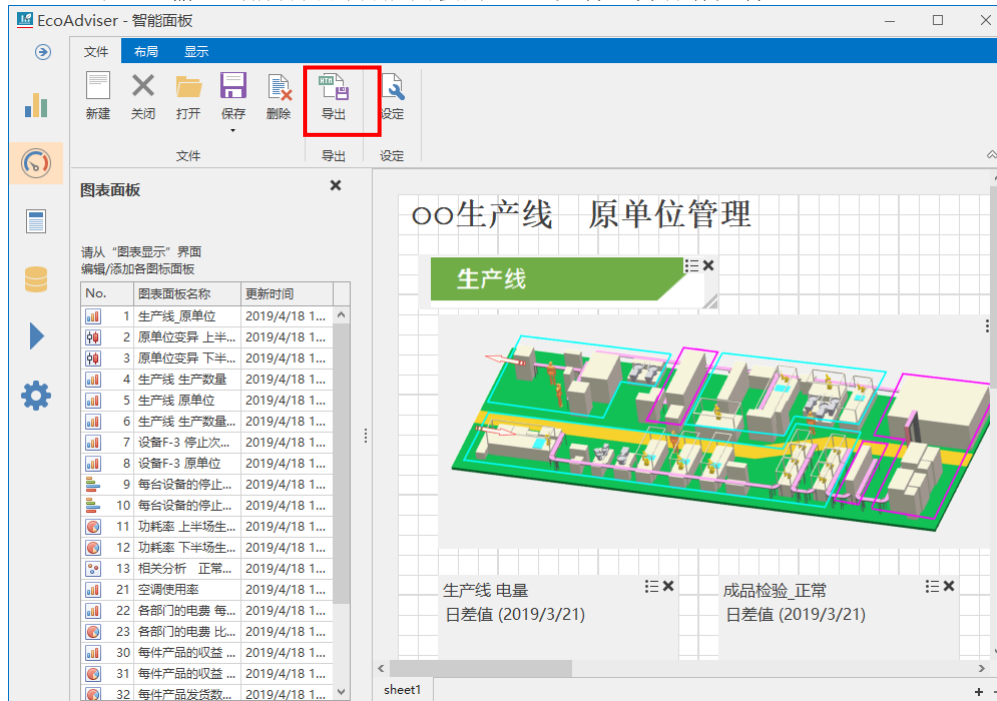 EcoAdviser - 智能面板
文件 布局 显示
新建 关闭 打开 保存 删除 导出 设定
文件 导出 设定
图表面板
请从“图表显示”界面
编辑/添加各图标面板
No. 图表面板名称 更新时间
1 生产线_原单位 2019/4/18 1...
2 原单位变异 上半... 2019/4/18 1...
3 原单位变异 下半... 2019/4/18 1...
4 生产线 生产数量 2019/4/18 1...
5 生产线 原单位 2019/4/18 1...
6 生产线 生产数量... 2019/4/18 1...
7 设备F-3 停止次... 2019/4/18 1...
8 设备F-3 原单位 2019/4/18 1...
9 每台设备的停止... 2019/4/18 1...
10 每台设备的停止... 2019/4/18 1...
11 功耗率 上半场生... 2019/4/18 1...
12 功耗率 下半场生... 2019/4/18 1...
13 相关分析 正常... 2019/4/18 1...
21 空调使用率 2019/4/18 1...
22 各部门的电费 每... 2019/4/18 1...
23 各部门的电费 比... 2019/4/18 1...
30 每件产品的收益 ... 2019/4/18 1...
31 每件产品的收益 ... 2019/4/18 1...
32 每件产品发货数... 2019/4/18 1...
oo生产线 原单位管理
生产线
生产线 电量
日差值 (2019/3/21)
成品检验_正常
日差值 (2019/3/21)
sheet1